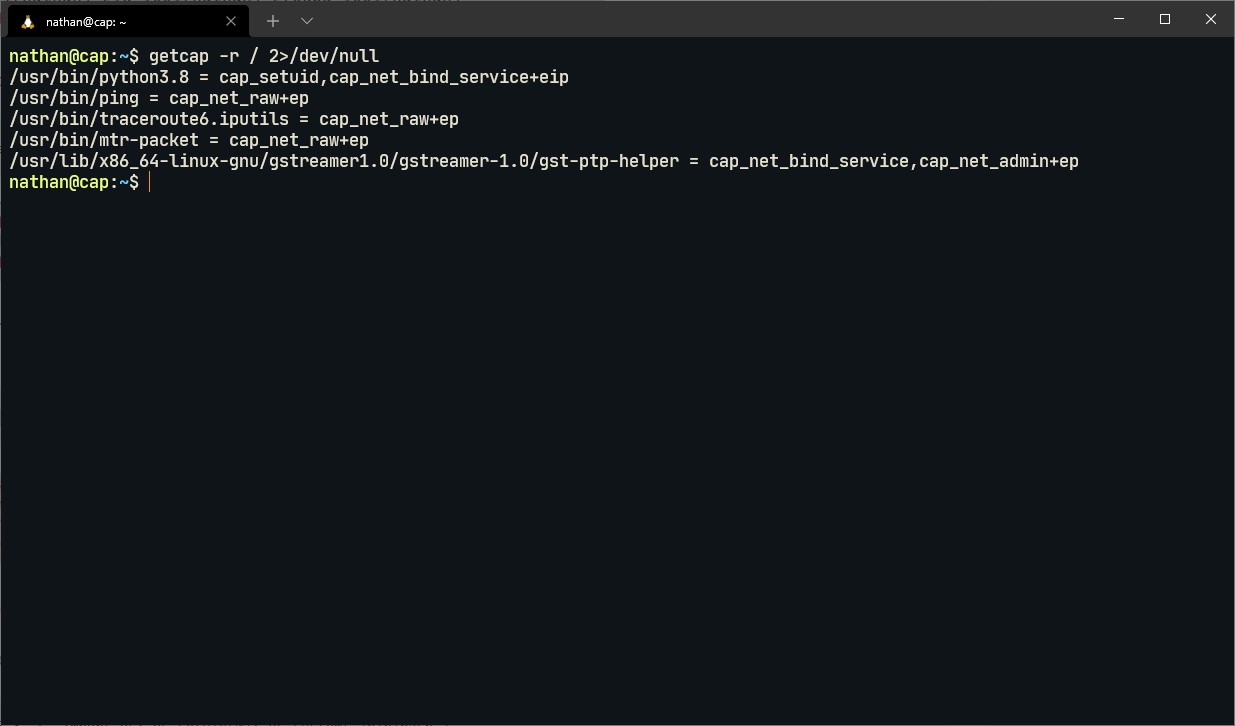 nathan@cap: ~
nathan@cap:~$ getcap -r / 2>/dev/null
/usr/bin/python3.8 = cap_setuid,cap_net_bind_service+eip
/usr/bin/ping = cap_net_raw+ep
/usr/bin/traceroute6.iputils = cap_net_raw+ep
/usr/bin/mtr-packet = cap_net_raw+ep
/usr/lib/x86_64-linux-gnu/gstreamer1.0/gstreamer-1.0/gst-ptp-helper = cap_net_bind_service,cap_net_admin+ep
nathan@cap:~$